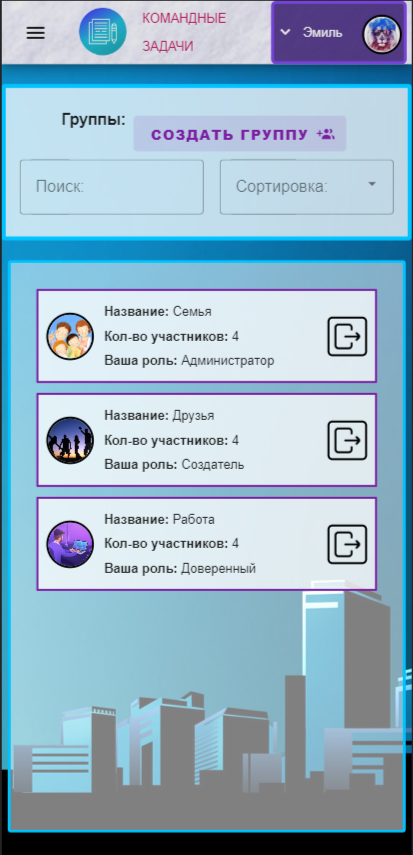 КОМАНДНЫЕ
ЗАДАЧИ
Эмиль
Группы:
СОЗДАТЬ ГРУППУ
Поиск:
Сортировка:
Название: Семья
Кол-во участников: 4
Ваша роль: Администратор
Название: Друзья
Кол-во участников: 4
Ваша роль: Создатель
Название: Работа
Кол-во участников: 4
Ваша роль: Доверенный